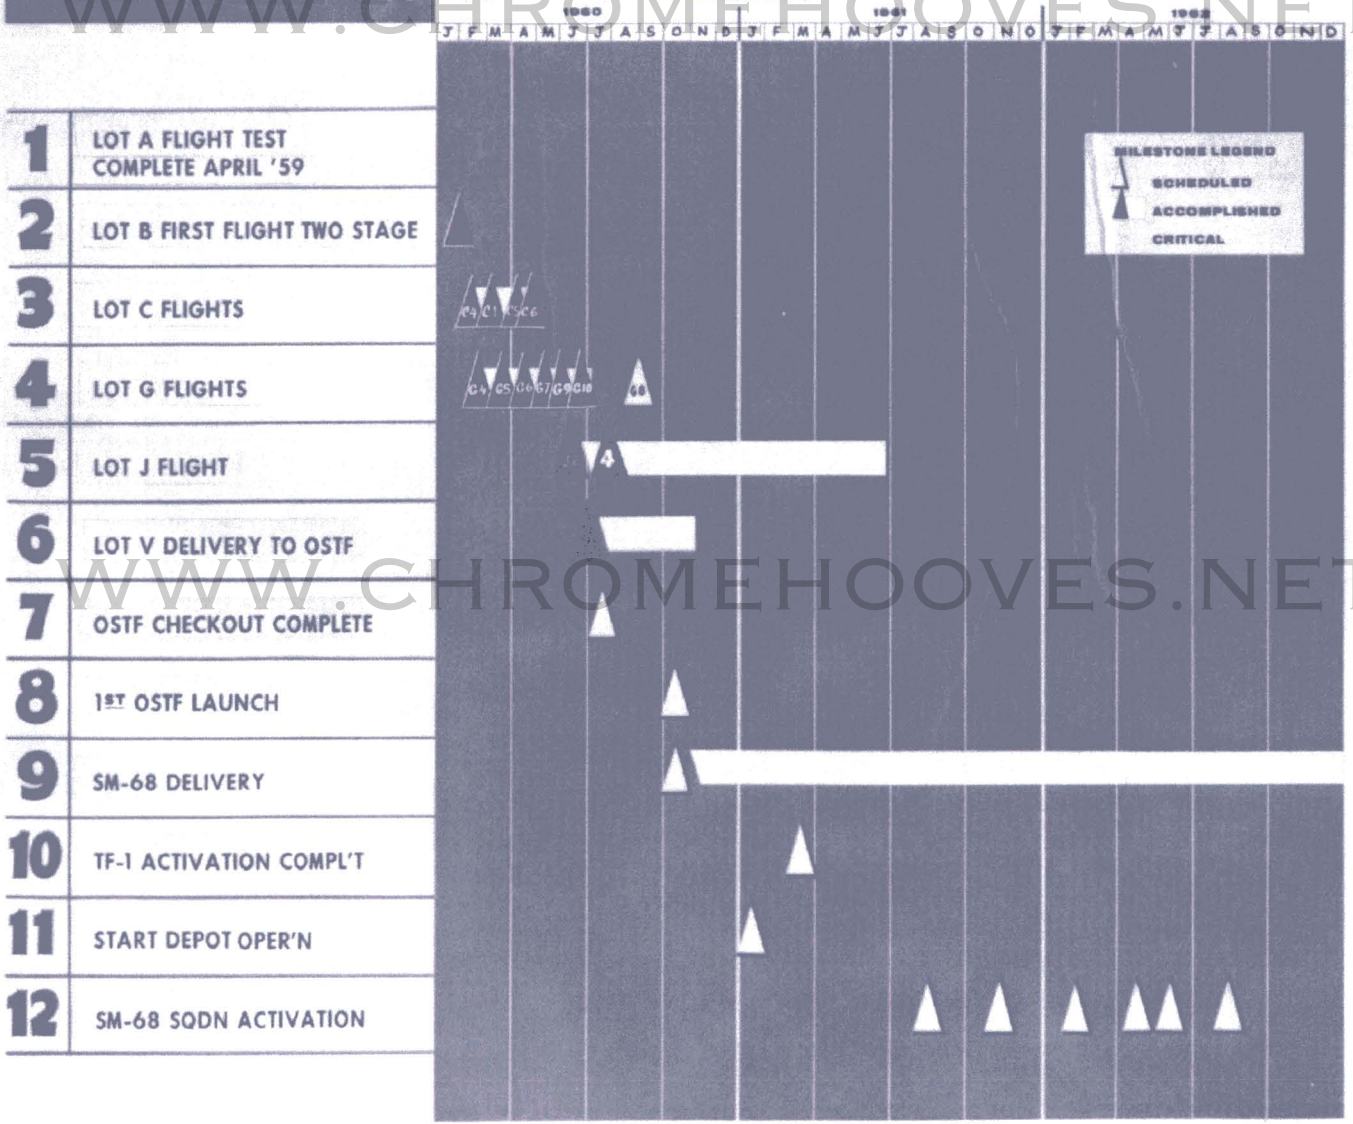 WWW.CHROMEHOOVES.NET
1960 1961 1962
J F M A M J J A S O N D J F M A M J J A S O N D J F M A M J J A S O N D
1 LOT A FLIGHT TEST
COMPLETE APRIL '59
MILESTONE LEGEND
SCHEDULED
ACCOMPLISHED
CRITICAL
2 LOT B FIRST FLIGHT TWO STAGE
3 LOT C FLIGHTS
C4 C1 C5 C6
4 LOT G FLIGHTS
G4 G5 G6 G7 G9 G10 G8
5 LOT J FLIGHT
4
6 LOT V DELIVERY TO OSTF
WWW.CHROMEHOOVES.NET
7 OSTF CHECKOUT COMPLETE
8 1ST OSTF LAUNCH
9 SM-68 DELIVERY
10 TF-1 ACTIVATION COMPL'T
11 START DEPOT OPER'N
12 SM-68 SQDN ACTIVATION